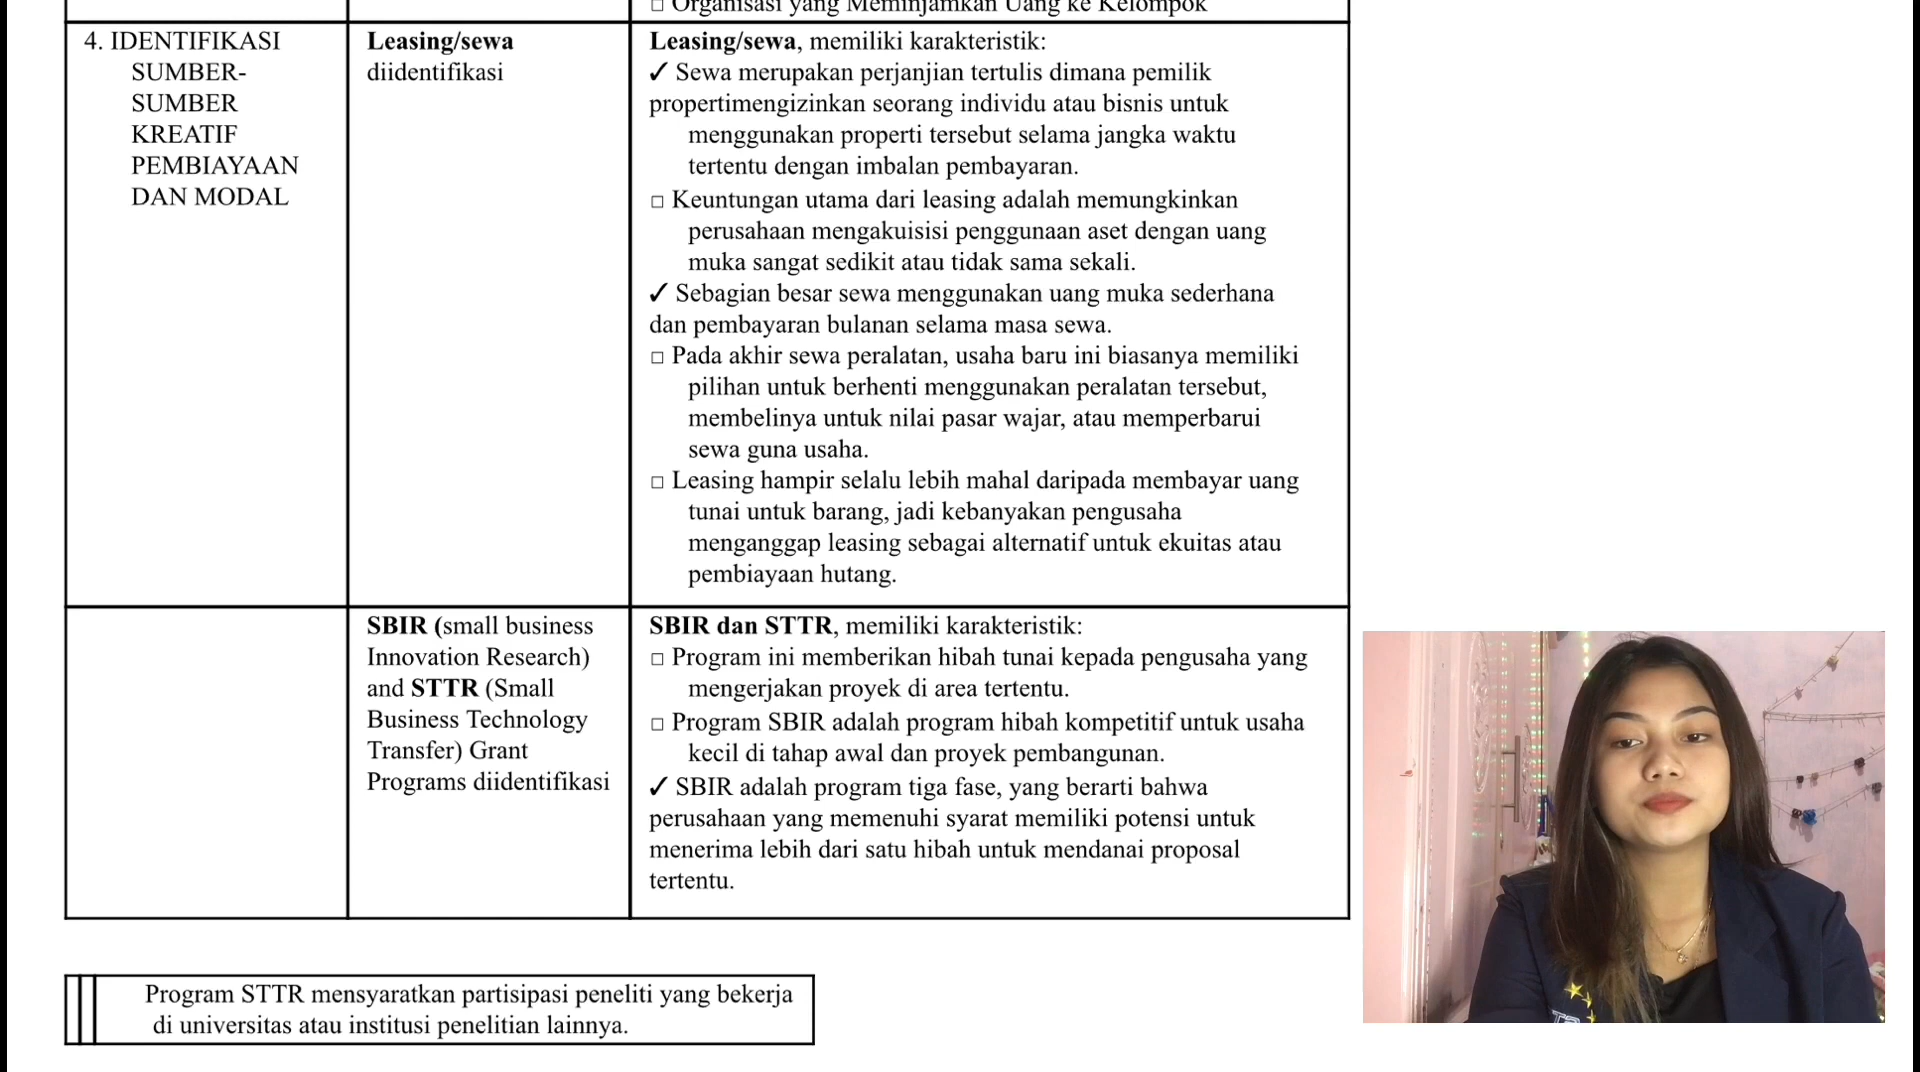 □ Organisasi yang Meminjamkan Uang ke Kelompok
4. IDENTIFIKASI
SUMBER-
SUMBER
KREATIF
PEMBIAYAAN
DAN MODAL
Leasing/sewa
diidentifikasi
Leasing/sewa, memiliki karakteristik:
✓ Sewa merupakan perjanjian tertulis dimana pemilik
propertimengizinkan seorang individu atau bisnis untuk
menggunakan properti tersebut selama jangka waktu
tertentu dengan imbalan pembayaran.
□ Keuntungan utama dari leasing adalah memungkinkan
perusahaan mengakuisisi penggunaan aset dengan uang
muka sangat sedikit atau tidak sama sekali.
✓ Sebagian besar sewa menggunakan uang muka sederhana
dan pembayaran bulanan selama masa sewa.
□ Pada akhir sewa peralatan, usaha baru ini biasanya memiliki
pilihan untuk berhenti menggunakan peralatan tersebut,
membelinya untuk nilai pasar wajar, atau memperbarui
sewa guna usaha.
□ Leasing hampir selalu lebih mahal daripada membayar uang
tunai untuk barang, jadi kebanyakan pengusaha
menganggap leasing sebagai alternatif untuk ekuitas atau
pembiayaan hutang.
SBIR (small business
Innovation Research)
and STTR (Small
Business Technology
Transfer) Grant
Programs diidentifikasi
SBIR dan STTR, memiliki karakteristik:
□ Program ini memberikan hibah tunai kepada pengusaha yang
mengerjakan proyek di area tertentu.
□ Program SBIR adalah program hibah kompetitif untuk usaha
kecil di tahap awal dan proyek pembangunan.
✓ SBIR adalah program tiga fase, yang berarti bahwa
perusahaan yang memenuhi syarat memiliki potensi untuk
menerima lebih dari satu hibah untuk mendanai proposal
tertentu.
Program STTR mensyaratkan partisipasi peneliti yang bekerja
di universitas atau institusi penelitian lainnya.